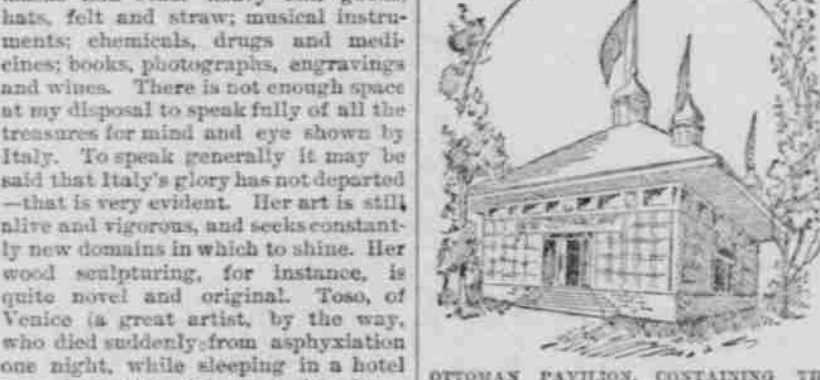 hats, felt and straw; musical instru-
ments; chemicals, drugs and medi-
cines; books, photographs, engravings
and wines. There is not enough space
at my disposal to speak fully of all the
treasures for mind and eye shown by
Italy. To speak generally it may be
said that Italy's glory has not departed
—that is very evident. Her art is still
alive and vigorous, and seeks constant-
ly new domains in which to shine. Her
wood sculpturing, for instance, is
quite novel and original. Toso, of
Venice (a great artist, by the way,
who died suddenly from asphyxiation
one night, while sleeping in a hotel
OTTOMAN PAVILION, CONTAINING